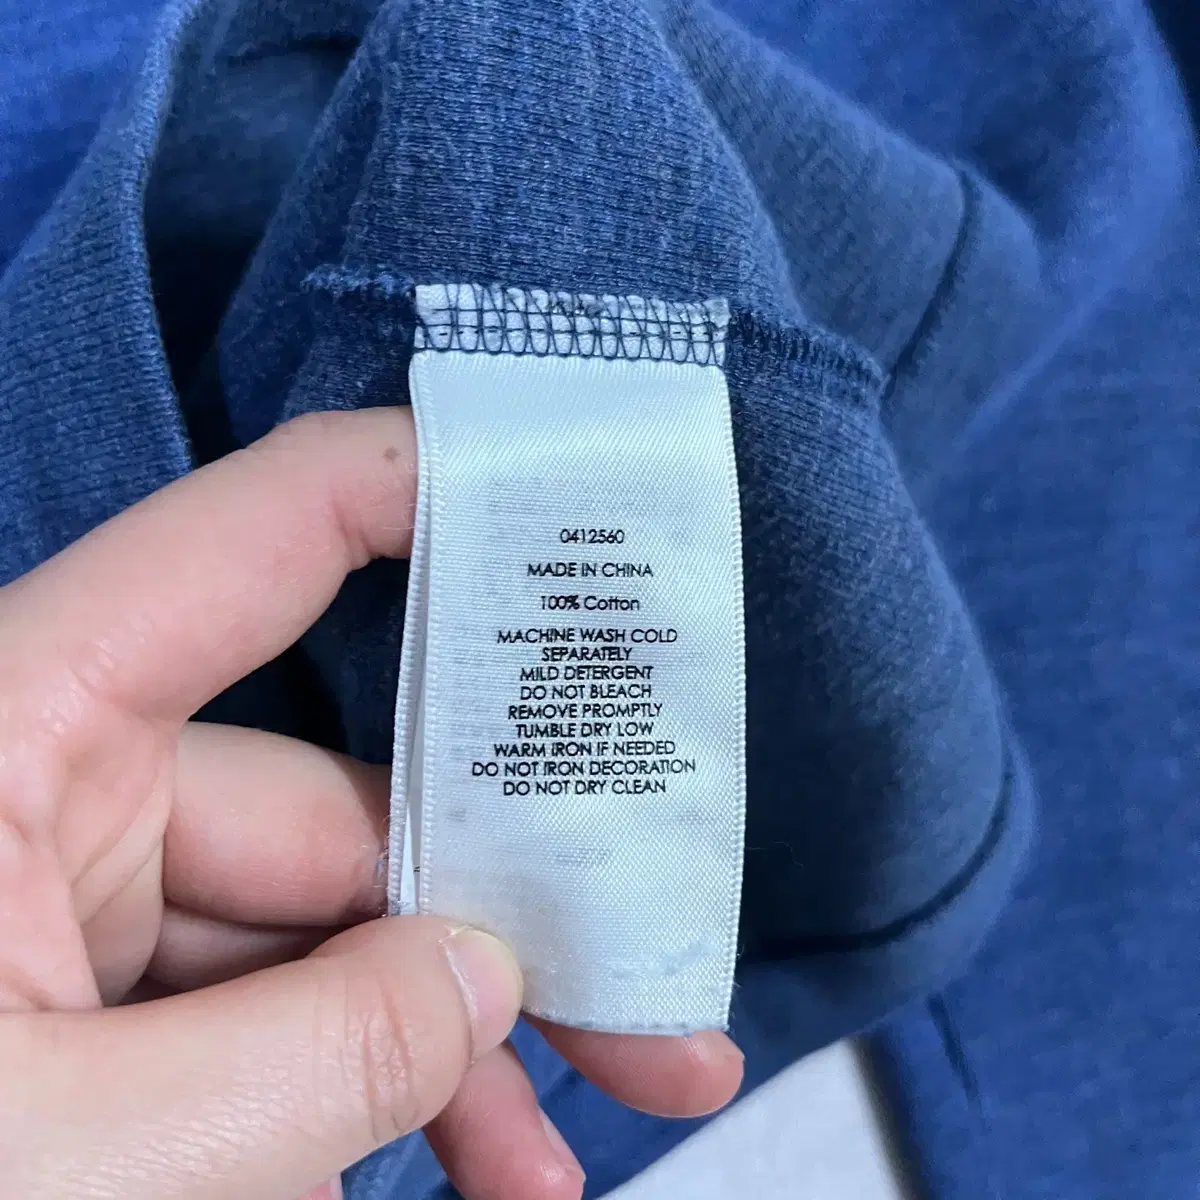 0412560
MADE IN CHINA
100% Cotton
MACHINE WASH COLD
SEPARATELY
MILD DETERGENT
DO NOT BLEACH
REMOVE PROMPTLY
TUMBLE DRY LOW
WARM IRON IF NEEDED
DO NOT IRON DECORATION
DO NOT DRY CLEAN